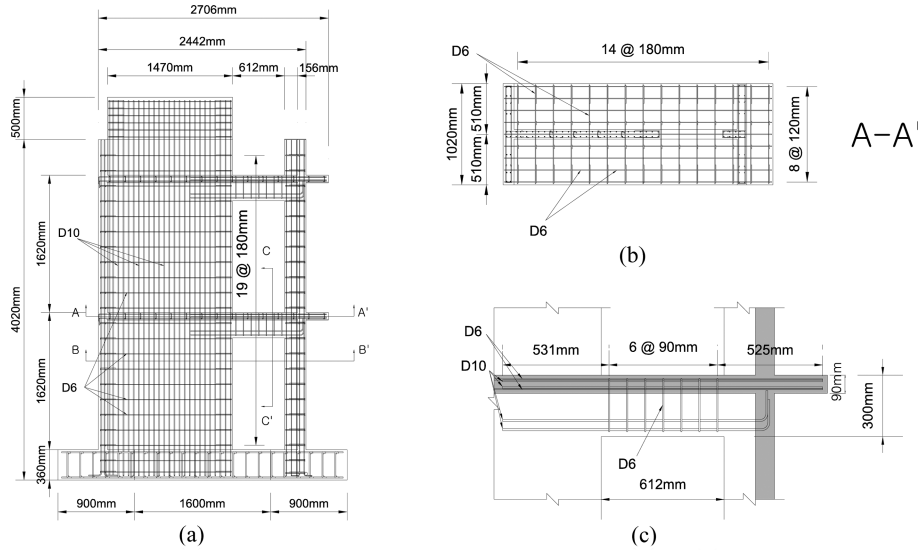 2706mm
2442mm
1470mm
612mm
156mm
500mm
4020mm
1620mm
1620mm
360mm
D10
D6
19 @ 180mm
C
C'
A
A'
B
B'
900mm
1600mm
900mm
(a)
D6
14 @ 180mm
1020mm
510mm
510mm
8 @ 120mm
D6
A-A'
(b)
D6
D10
531mm
6 @ 90mm
525mm
90mm
300mm
D6
612mm
(c)